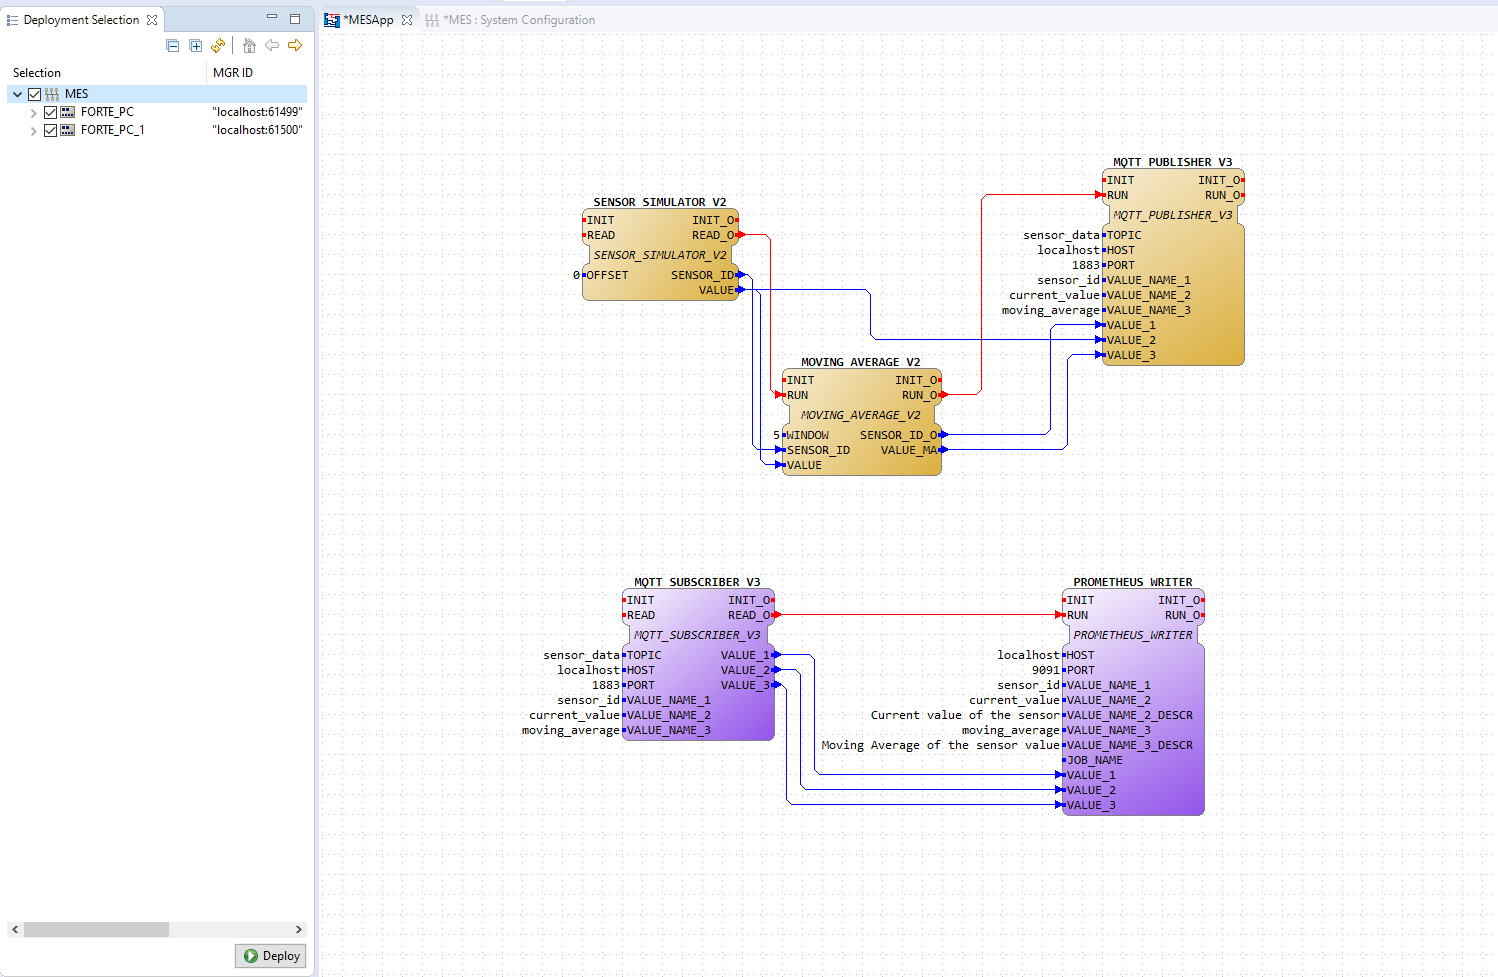 Deployment Selection
*MESApp
*MES : System Configuration
Selection
MGR ID
MES
FORTE_PC
"localhost:61499"
FORTE_PC_1
"localhost:61500"
Deploy
SENSOR_SIMULATOR_V2
INIT INIT_O
READ READ_O
SENSOR_SIMULATOR_V2
0 OFFSET SENSOR_ID
VALUE
MQTT_PUBLISHER_V3
INIT INIT_O
RUN RUN_O
MQTT_PUBLISHER_V3
sensor_data TOPIC
localhost HOST
1883 PORT
sensor_id VALUE_NAME_1
current_value VALUE_NAME_2
moving_average VALUE_NAME_3
VALUE_1
VALUE_2
VALUE_3
MOVING_AVERAGE_V2
INIT INIT_O
RUN RUN_O
MOVING_AVERAGE_V2
5 WINDOW SENSOR_ID_O
SENSOR_ID VALUE_MA
VALUE
MQTT_SUBSCRIBER_V3
INIT INIT_O
READ READ_O
MQTT_SUBSCRIBER_V3
sensor_data TOPIC VALUE_1
localhost HOST VALUE_2
1883 PORT VALUE_3
sensor_id VALUE_NAME_1
current_value VALUE_NAME_2
moving_average VALUE_NAME_3
PROMETHEUS_WRITER
INIT INIT_O
RUN RUN_O
PROMETHEUS_WRITER
localhost HOST
9091 PORT
sensor_id VALUE_NAME_1
current_value VALUE_NAME_2
Current value of the sensor VALUE_NAME_2_DESCR
moving_average VALUE_NAME_3
Moving Average of the sensor value VALUE_NAME_3_DESCR
JOB_NAME
VALUE_1
VALUE_2
VALUE_3